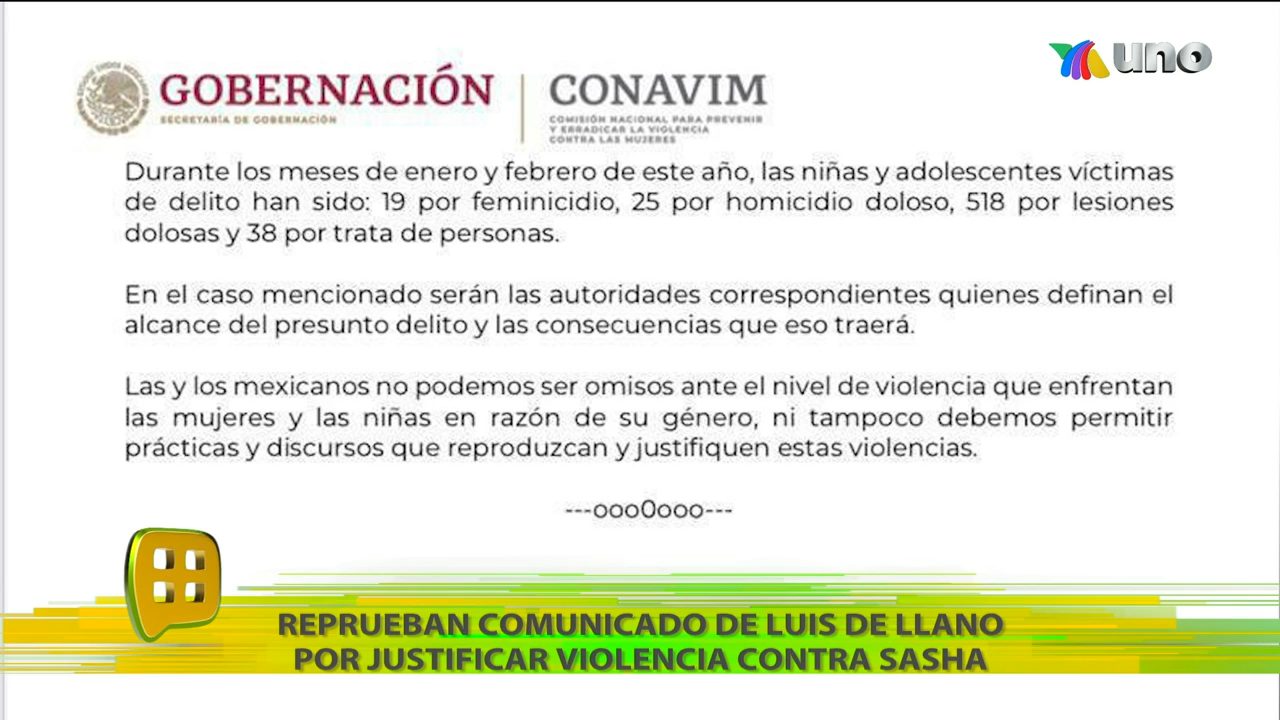 uno
GOBERNACIÓN
SECRETARÍA DE GOBERNACIÓN
CONAVIM
COMISIÓN NACIONAL PARA PREVENIR
Y ERRADICAR LA VIOLENCIA
CONTRA LAS MUJERES
Durante los meses de enero y febrero de este año, las niñas y adolescentes víctimas
de delito han sido: 19 por feminicidio, 25 por homicidio doloso, 518 por lesiones
dolosas y 38 por trata de personas.
En el caso mencionado serán las autoridades correspondientes quienes definan el
alcance del presunto delito y las consecuencias que eso traerá.
Las y los mexicanos no podemos ser omisos ante el nivel de violencia que enfrentan
las mujeres y las niñas en razón de su género, ni tampoco debemos permitir
prácticas y discursos que reproduzcan y justifiquen estas violencias.
---ooo0ooo---
REPRUEBAN COMUNICADO DE LUIS DE LLANO
POR JUSTIFICAR VIOLENCIA CONTRA SASHA